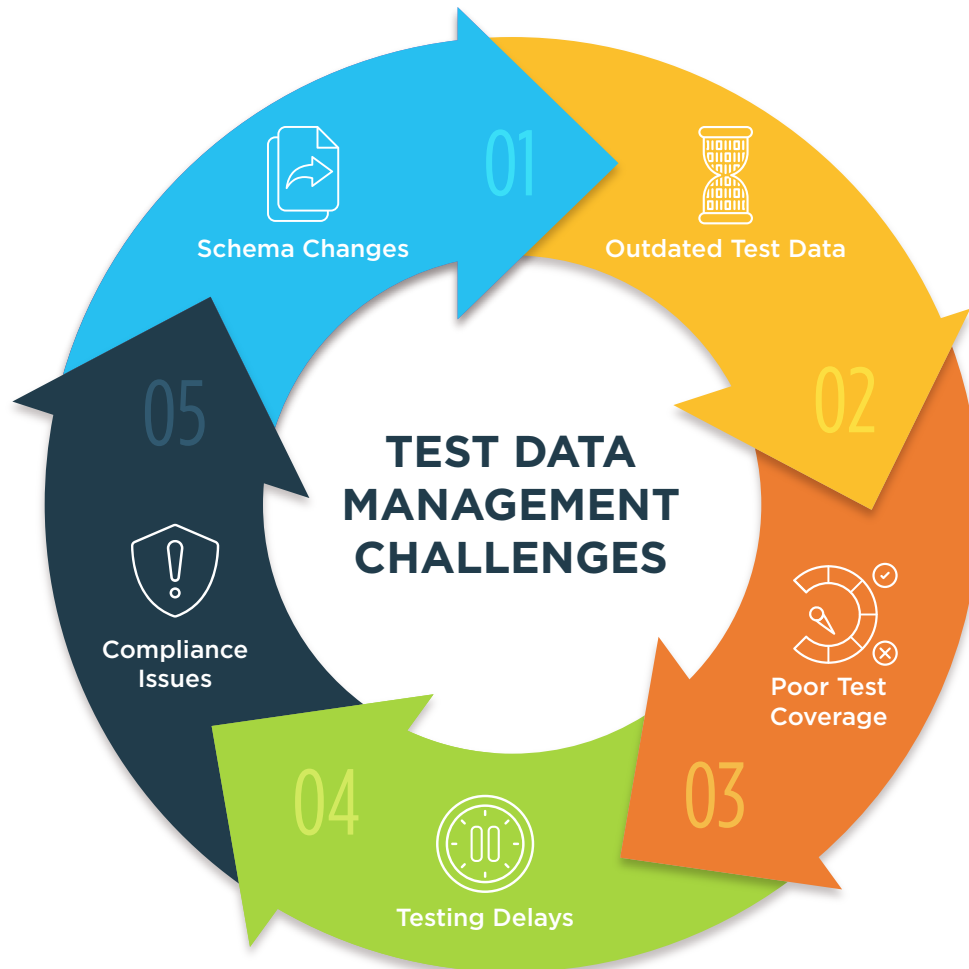 01
Schema Changes
Outdated Test Data
02
TEST DATA
MANAGEMENT
CHALLENGES
Poor Test
Coverage
03
Testing Delays
04
Compliance
Issues
05